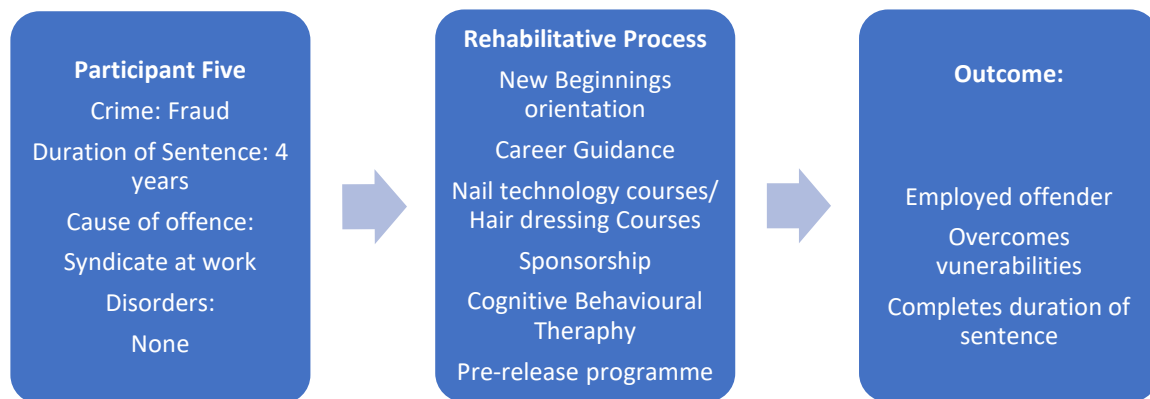 Participant Five
Crime: Fraud
Duration of Sentence: 4
years
Cause of offence:
Syndicate at work
Disorders:
None
Rehabilitative Process
New Beginnings
orientation
Career Guidance
Nail technology courses/
Hair dressing Courses
Sponsorship
Cognitive Behavioural
Theraphy
Pre-release programme
Outcome:
Employed offender
Overcomes
vunerabilities
Completes duration of
sentence